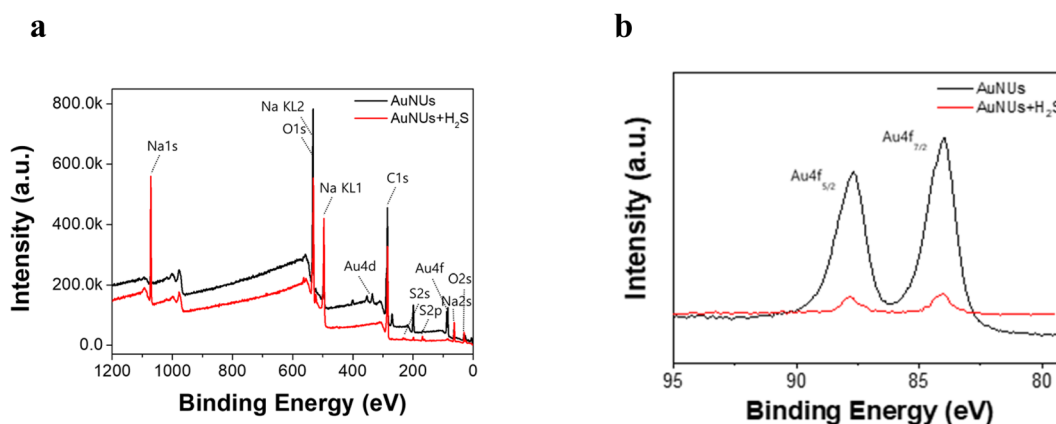 a
b
AuNUs
AuNUs+H₂S
Na KL2
O1s
Na1s
Na KL1
C1s
Au4d
Au4f
O2s
S2s
Na2s
S2p
800.0k
600.0k
400.0k
200.0k
0.0
Intensity (a.u.)
1200 1000 800 600 400 200 0
Binding Energy (eV)
AuNUs
AuNUs+H₂S
Au4f₇/₂
Au4f₅/₂
Intensity (a.u.)
95 90 85 80
Binding Energy (eV)